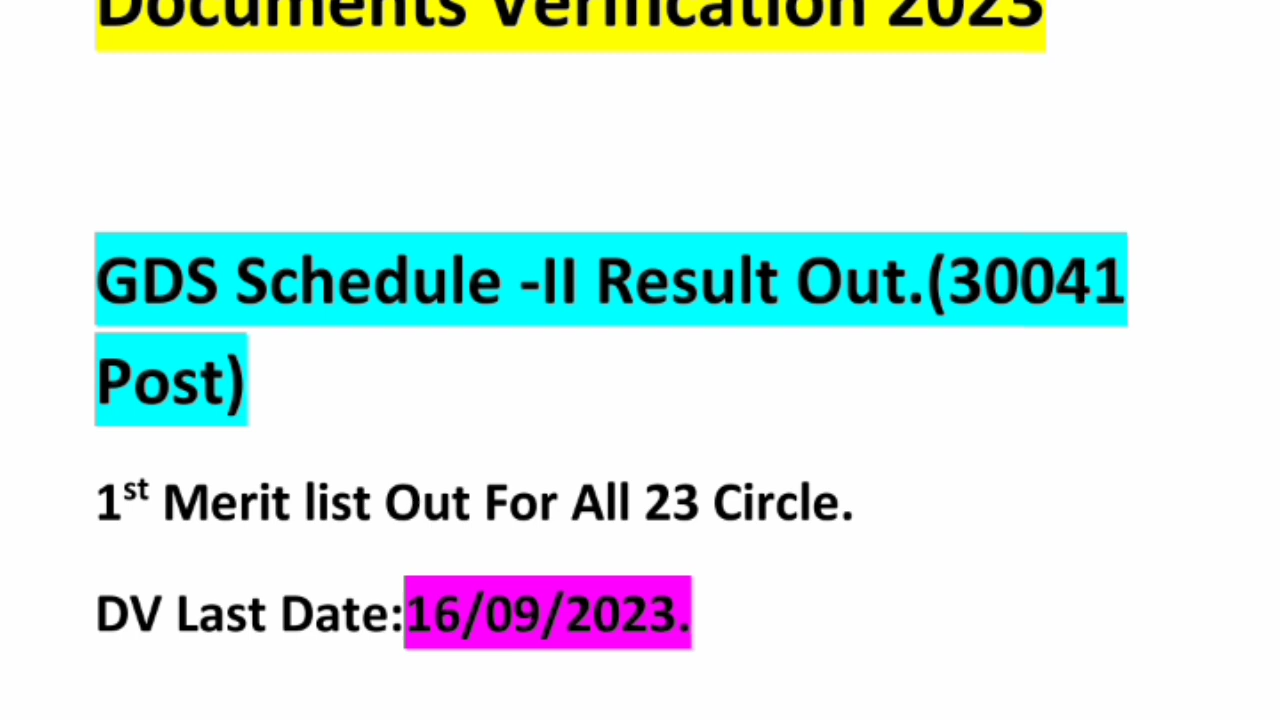 Documents Verification 2023
GDS Schedule -II Result Out.(30041
Post)
1st Merit list Out For All 23 Circle.
DV Last Date:16/09/2023.